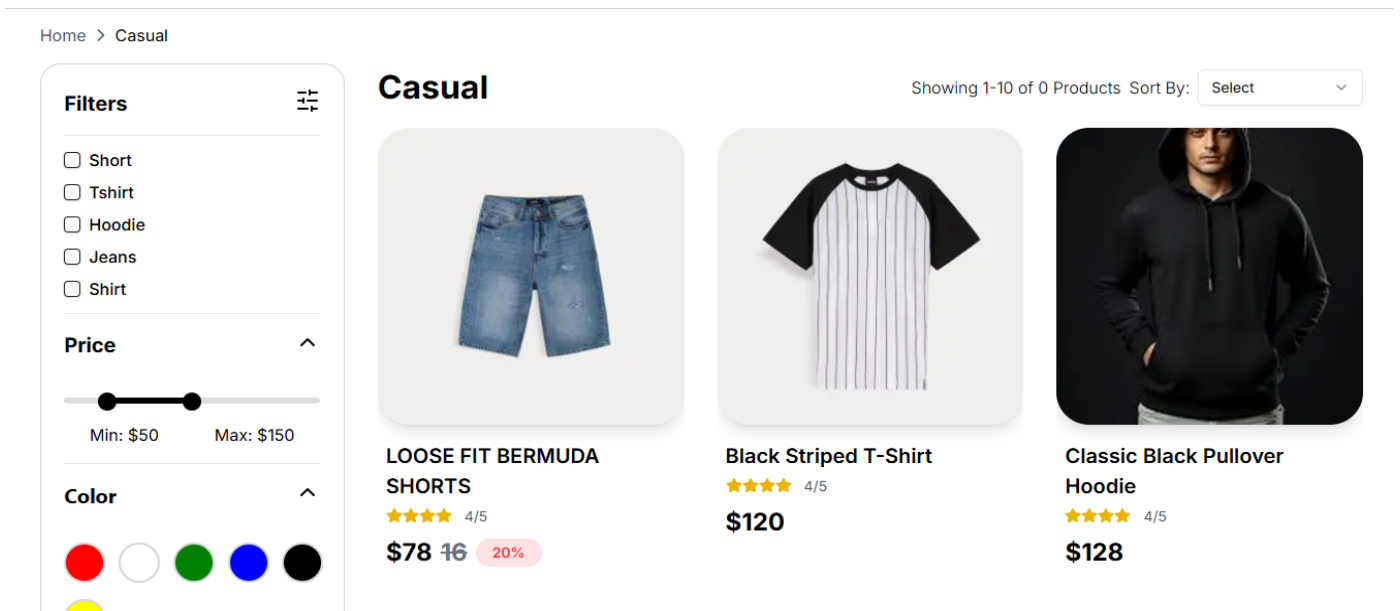 Home > Casual
Filters
Short
Tshirt
Hoodie
Jeans
Shirt
Price
Min: $50 Max: $150
Color
Casual
Showing 1-10 of 0 Products Sort By: Select
LOOSE FIT BERMUDA
SHORTS
4/5
$78 16 20%
Black Striped T-Shirt
4/5
$120
Classic Black Pullover
Hoodie
4/5
$128